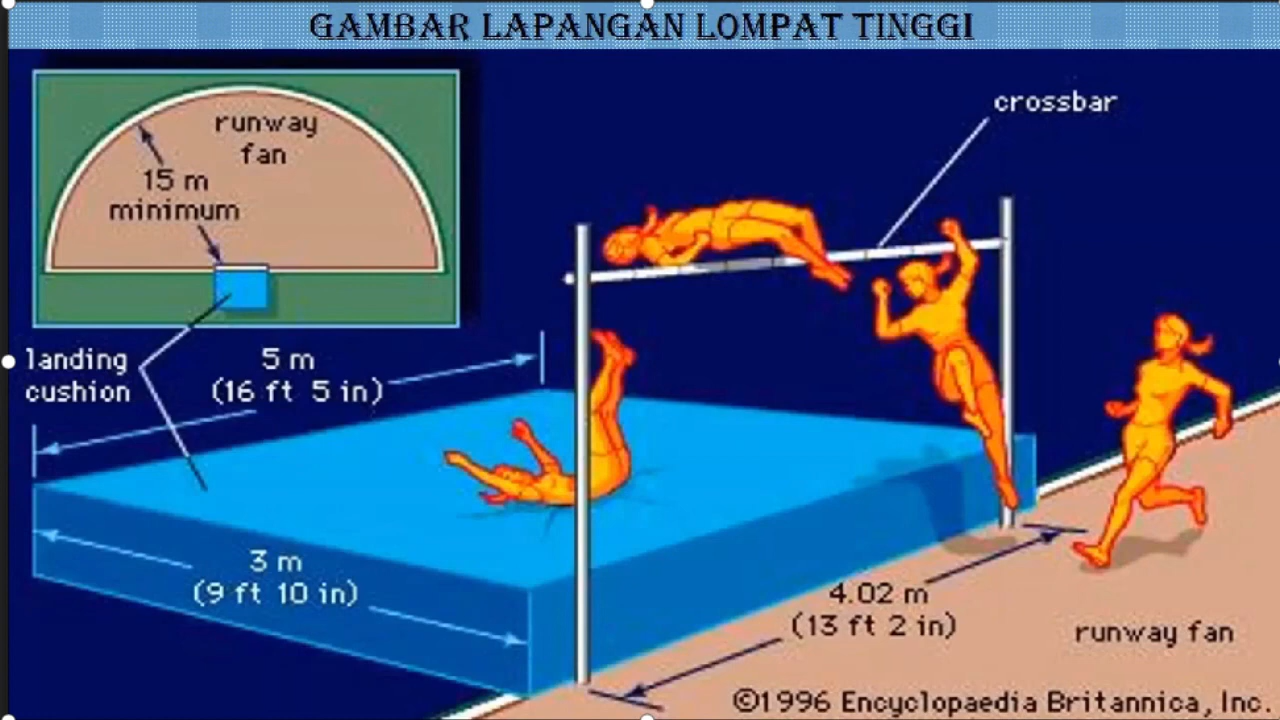 GAMBAR LAPANGAN LOMPAT TINGGI
runway
fan
15 m
minimum
crossbar
landing
cushion
5 m
(16 ft 5 in)
3 m
(9 ft 10 in)
4.02 m
(13 ft 2 in)
runway fan
©1996 Encyclopaedia Britannica, Inc.